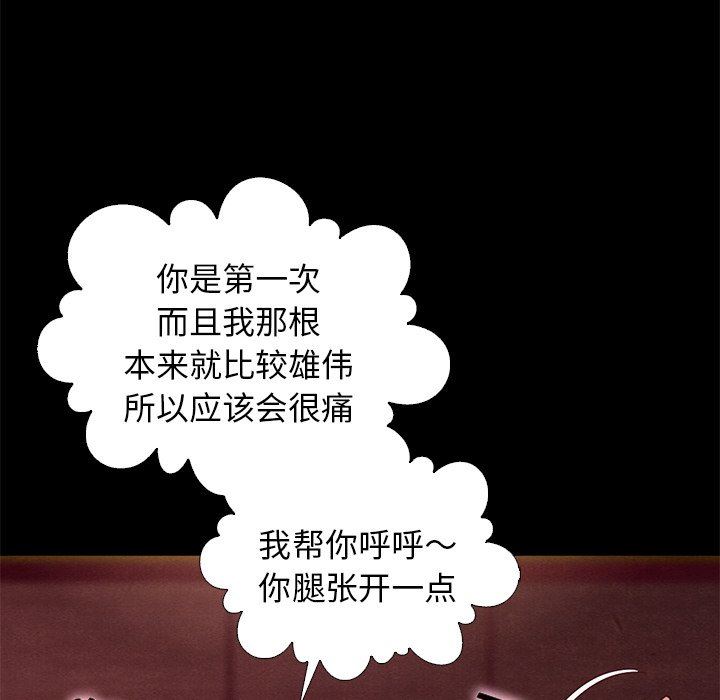 你是第一次
而且我那根
本来就比较雄伟
所以应该会很痛
我帮你呼呼～
你腿张开一点